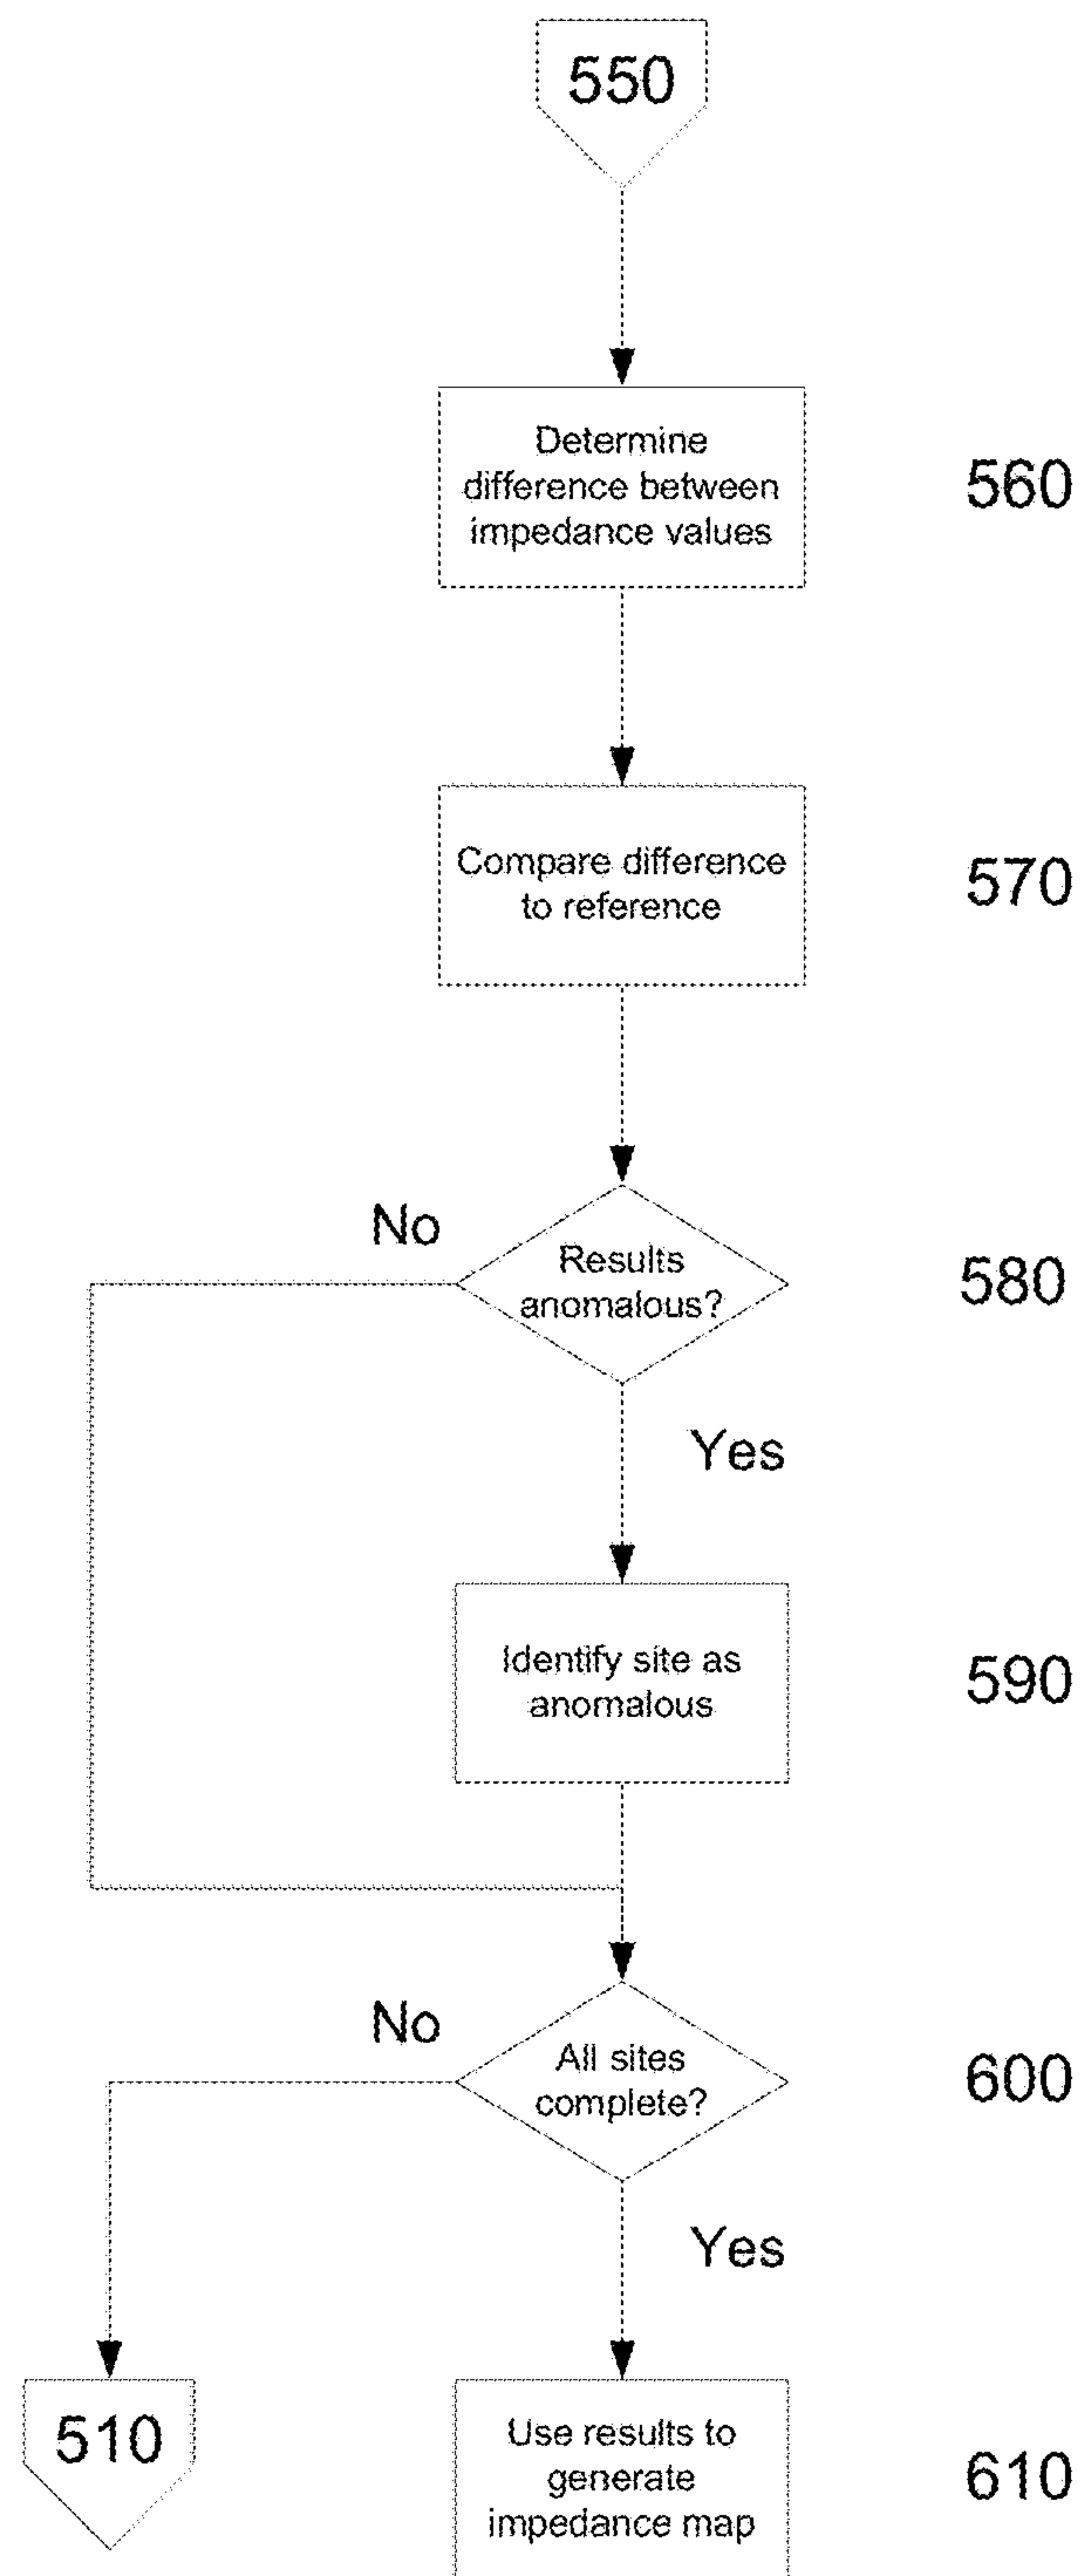 550
Determine
difference between
impedance values
560
Compare difference
to reference
570
No
Results
anomalous?
580
Yes
Identify site as
anomalous
590
No
All sites
complete?
600
Yes
510
Use results to
generate
impedance map
610